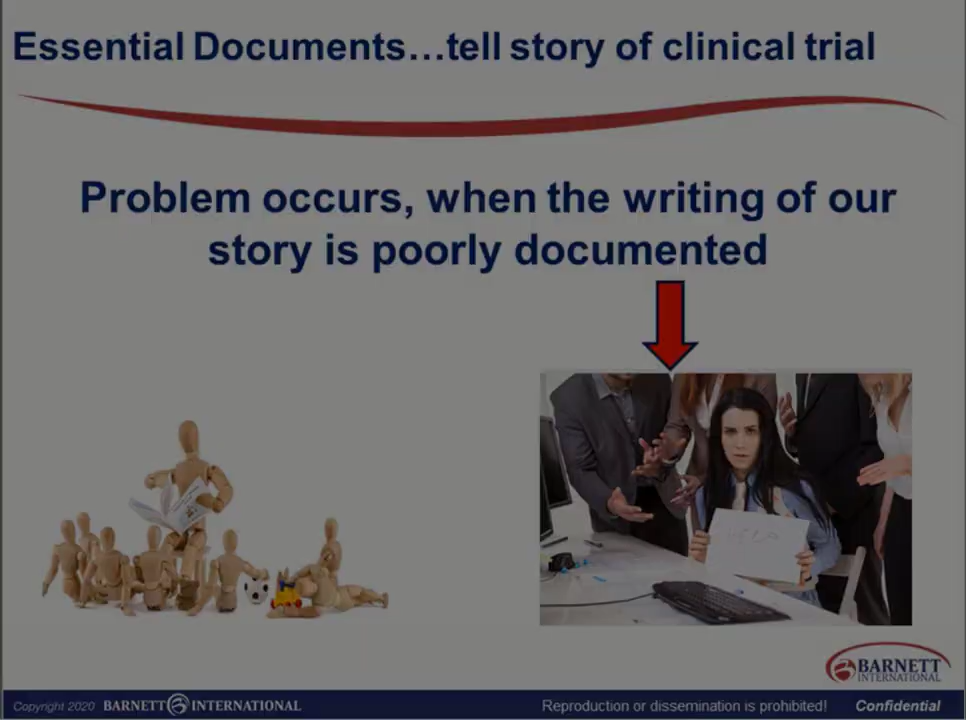 Essential Documents...tell story of clinical trial
Problem occurs, when the writing of our
story is poorly documented
HELP
BARNETT
INTERNATIONAL
Copyright 2020 BARNETT INTERNATIONAL
Reproduction or dissemination is prohibited! Confidential